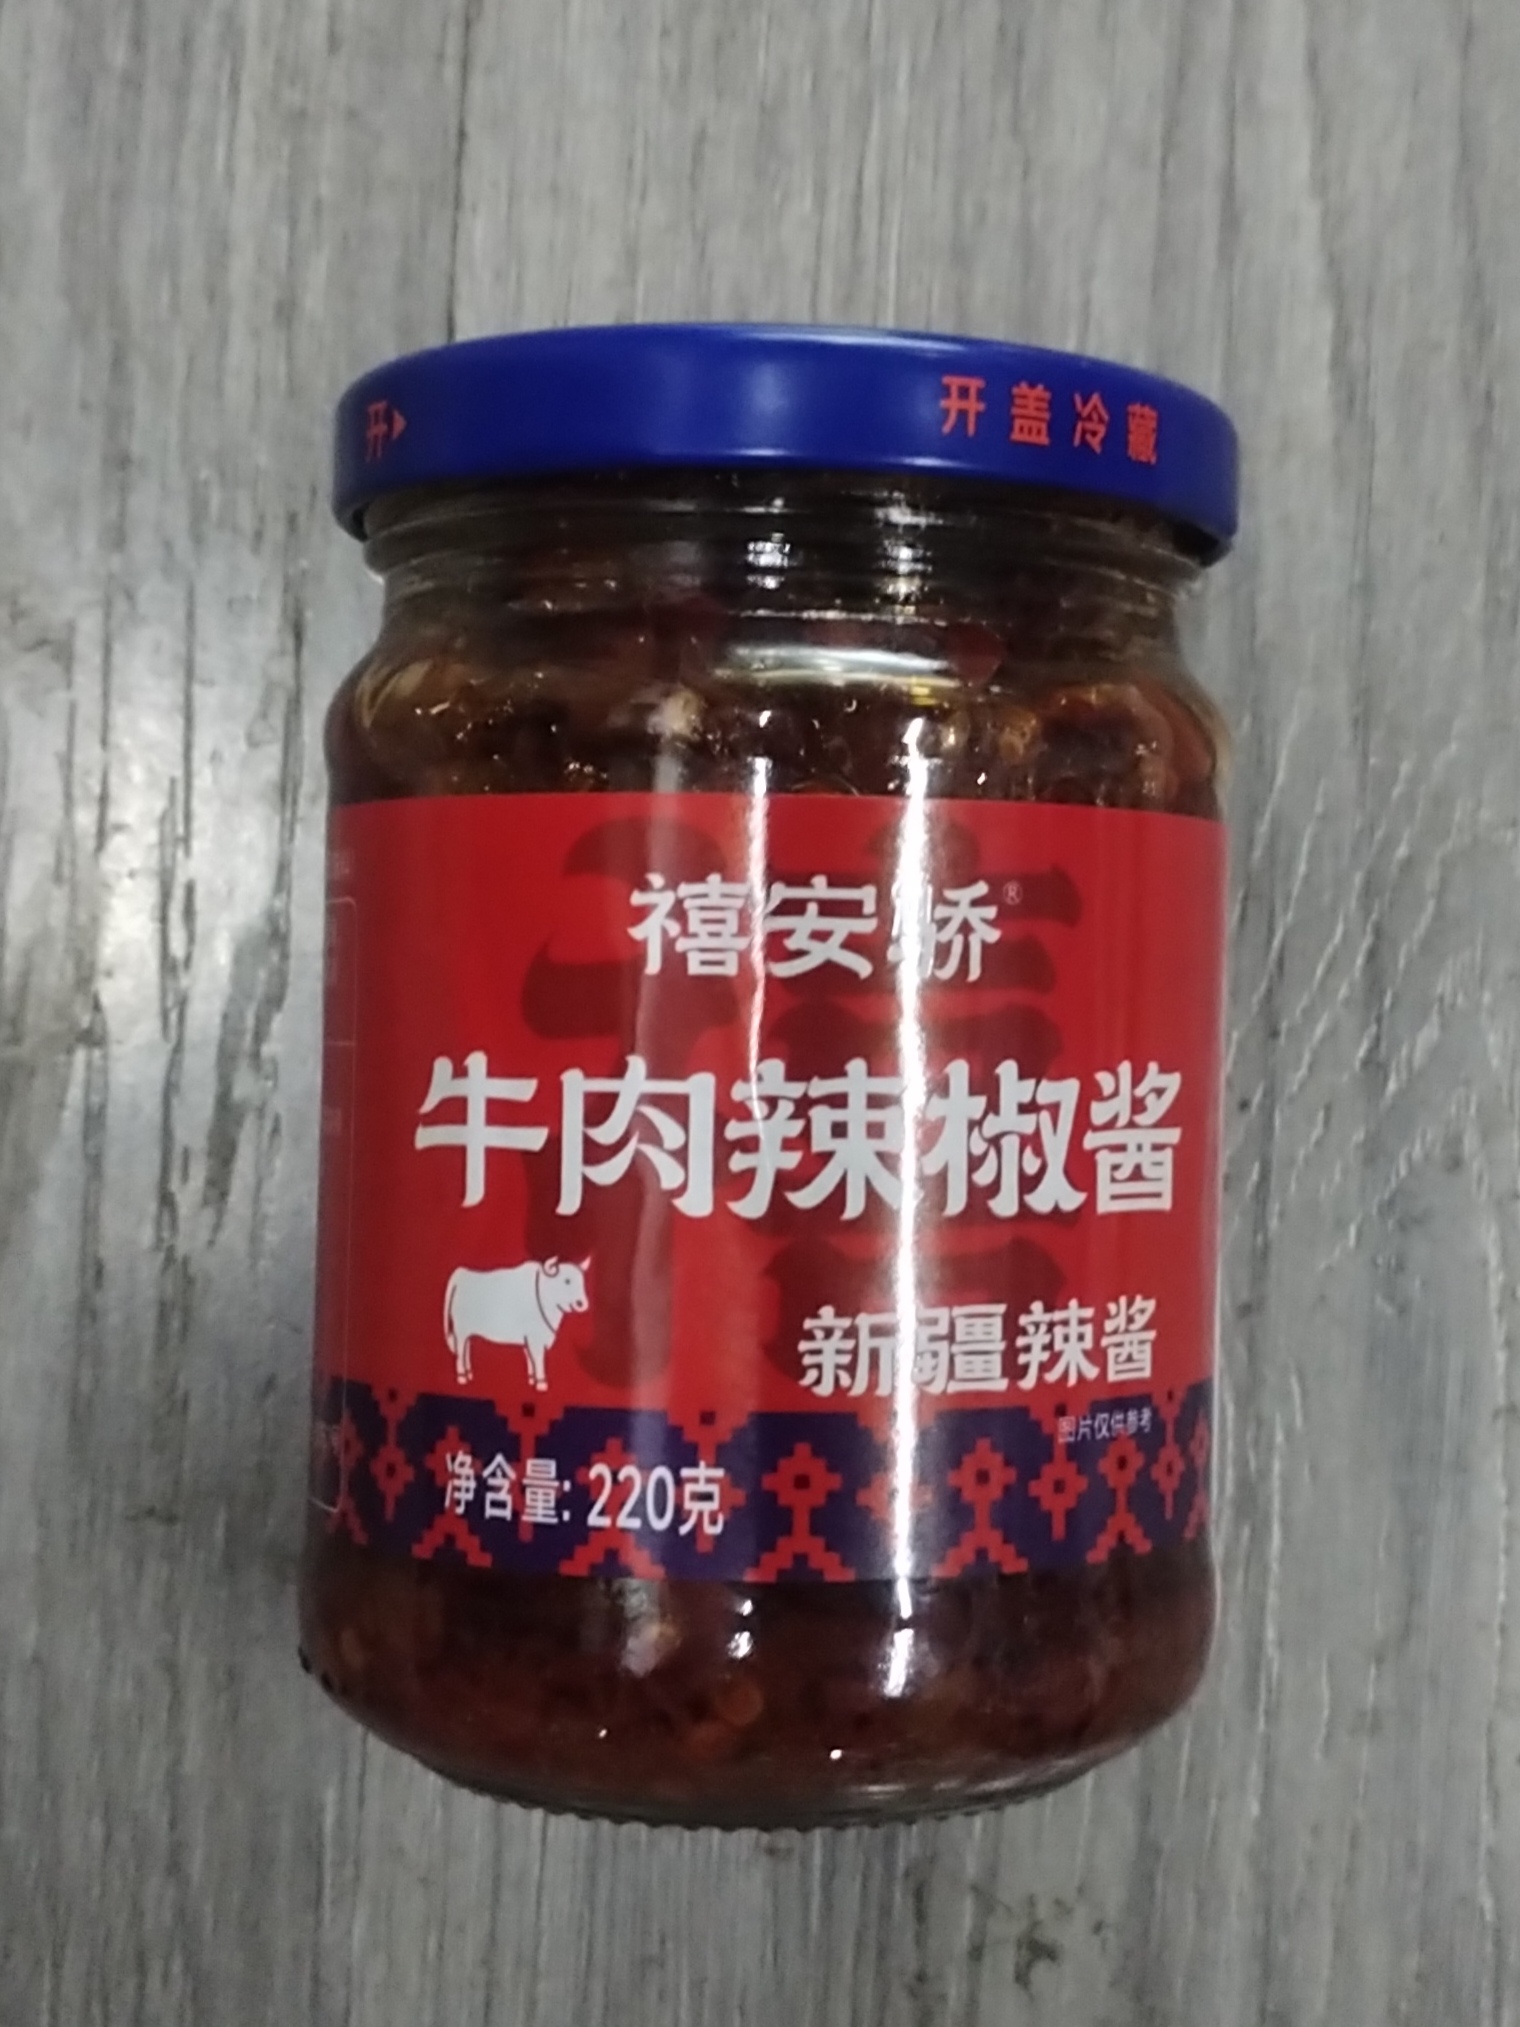 开▶
开盖冷藏
禧安骄®
牛肉辣椒酱
新疆辣酱
图片仅供参考
净含量: 220克